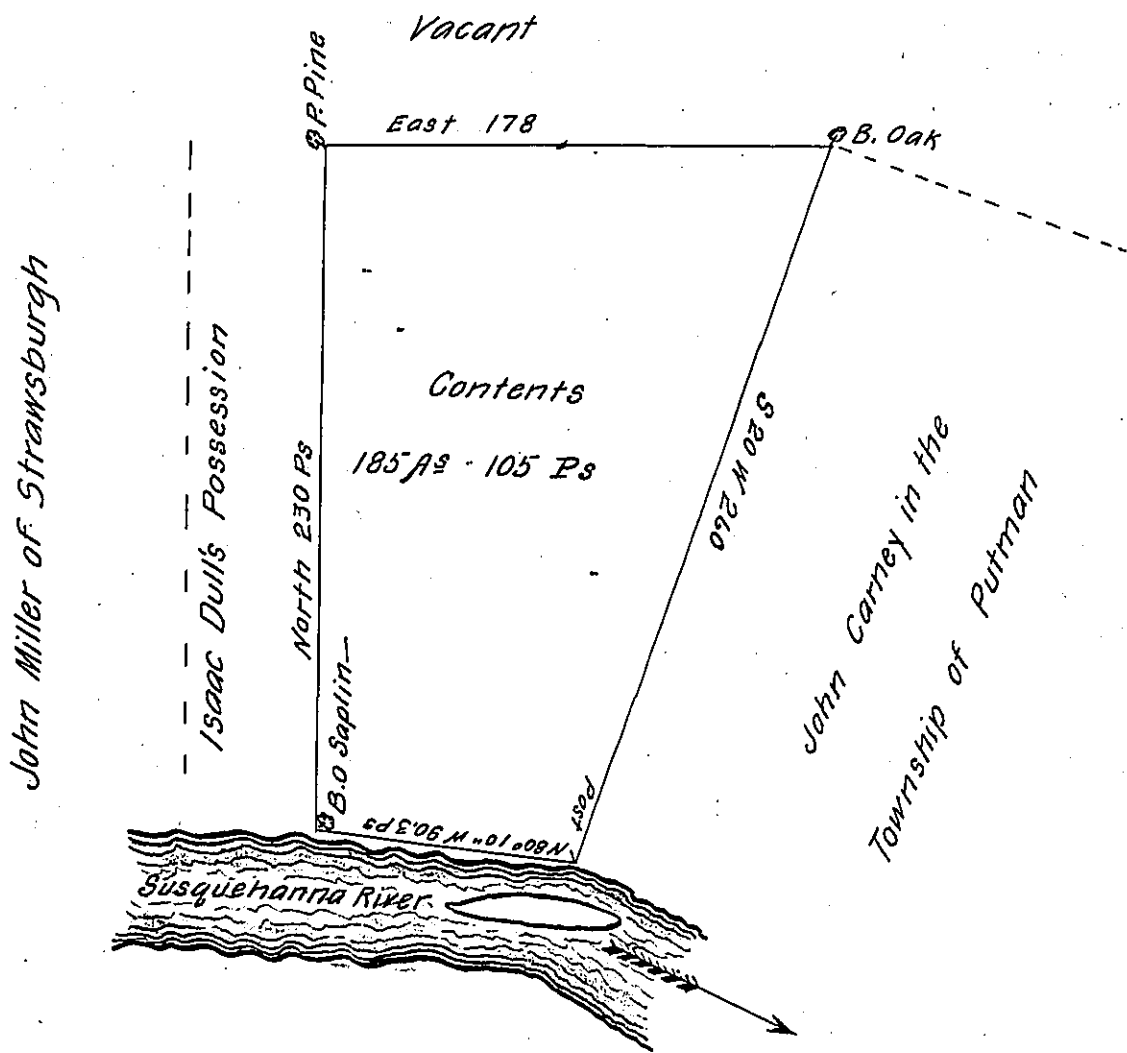 Vacant
P. Pine
East 178
B. Oak
John Miller of Strawsburgh
Isaac Dull's Possession
North 230 Ps
Contents
185 As · 105 Ps
S 20 W 260
John Carney in the
Township of Putman
B.O Saplin
N80° 10" W 90.3 Ps
Post
Susquehanna River